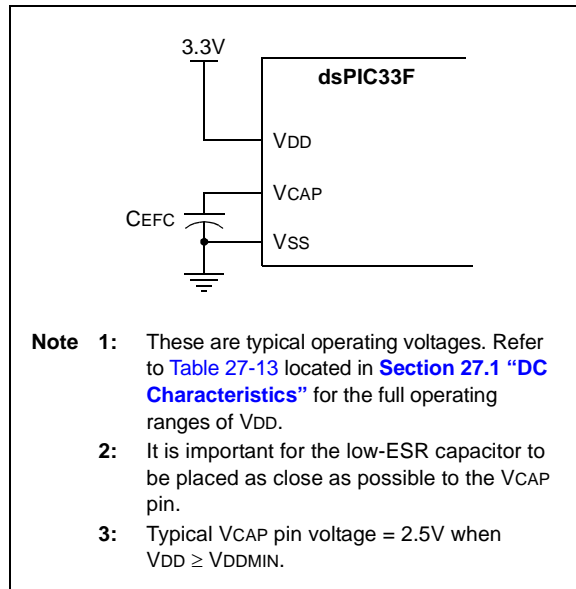 3.3V
dsPIC33F
VDD
VCAP
CEFC
VSS
Note 1: These are typical operating voltages. Refer
to Table 27-13 located in Section 27.1 “DC
Characteristics” for the full operating
ranges of VDD.
2: It is important for the low-ESR capacitor to
be placed as close as possible to the VCAP
pin.
3: Typical VCAP pin voltage = 2.5V when
VDD ≥ VDDMIN.